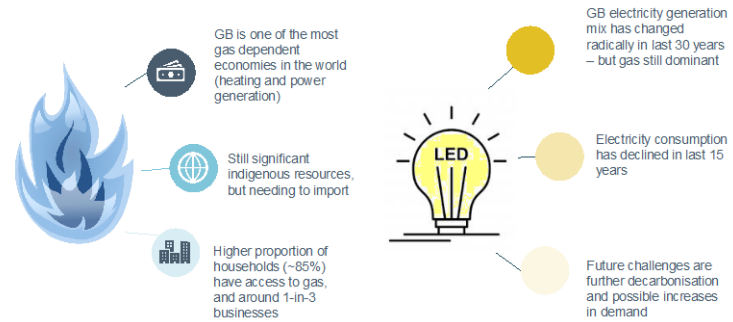 GB is one of the most
gas dependent
economies in the world
(heating and power
generation)
Still significant
indigenous resources,
but needing to import
Higher proportion of
households (~85%)
have access to gas,
and around 1-in-3
businesses
LED
GB electricity generation
mix has changed
radically in last 30 years
– but gas still dominant
Electricity consumption
has declined in last 15
years
Future challenges are
further decarbonisation
and possible increases
in demand